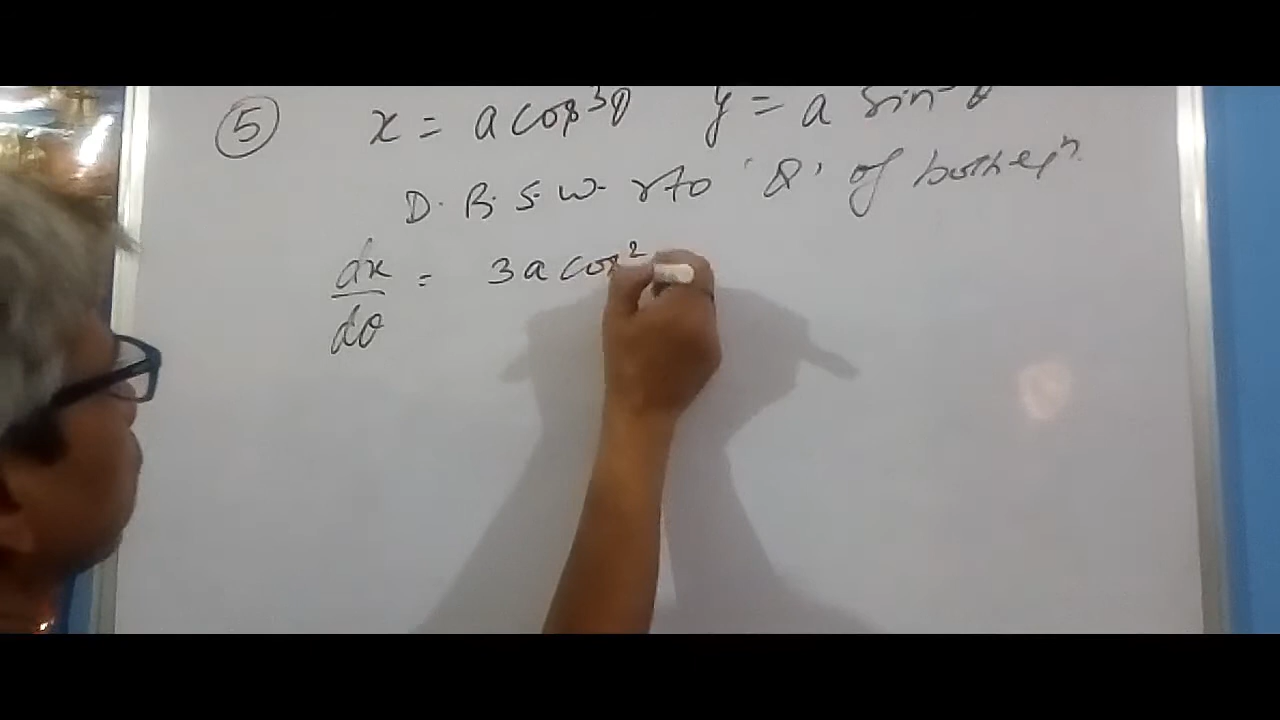 ⑤ x = a cos³θ y = a sin θ
D. B. S. w. r to 'θ' of both eqⁿ
dx/dθ = 3a cos²